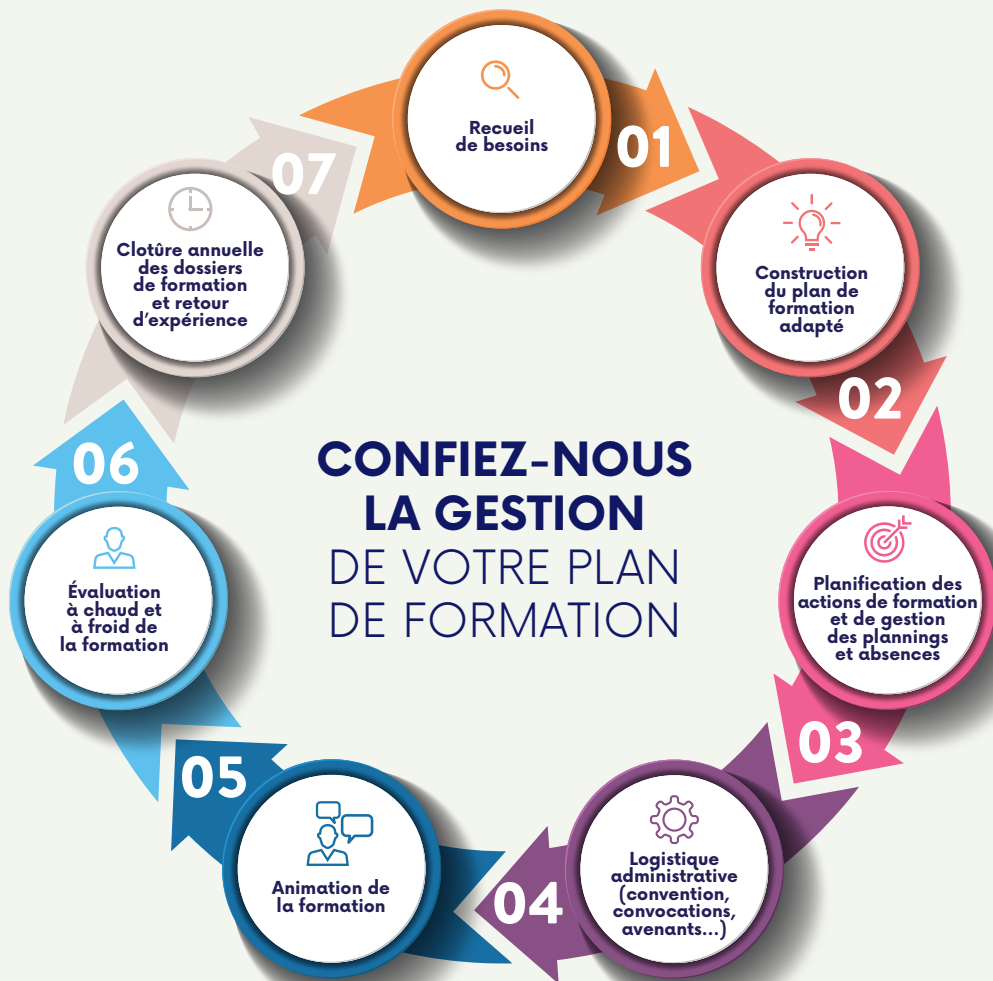 Recueil
de besoins
01
Construction
du plan de
formation
adapté
02
Planification des
actions de formation
et de gestion
des plannings
et absences
03
Logistique
administrative
(convention,
convocations,
avenants...)
04
Animation de
la formation
05
Évaluation
à chaud et
à froid de
la formation
06
Clotûre annuelle
des dossiers
de formation
et retour
d'expérience
07
CONFIEZ-NOUS
LA GESTION
DE VOTRE PLAN
DE FORMATION